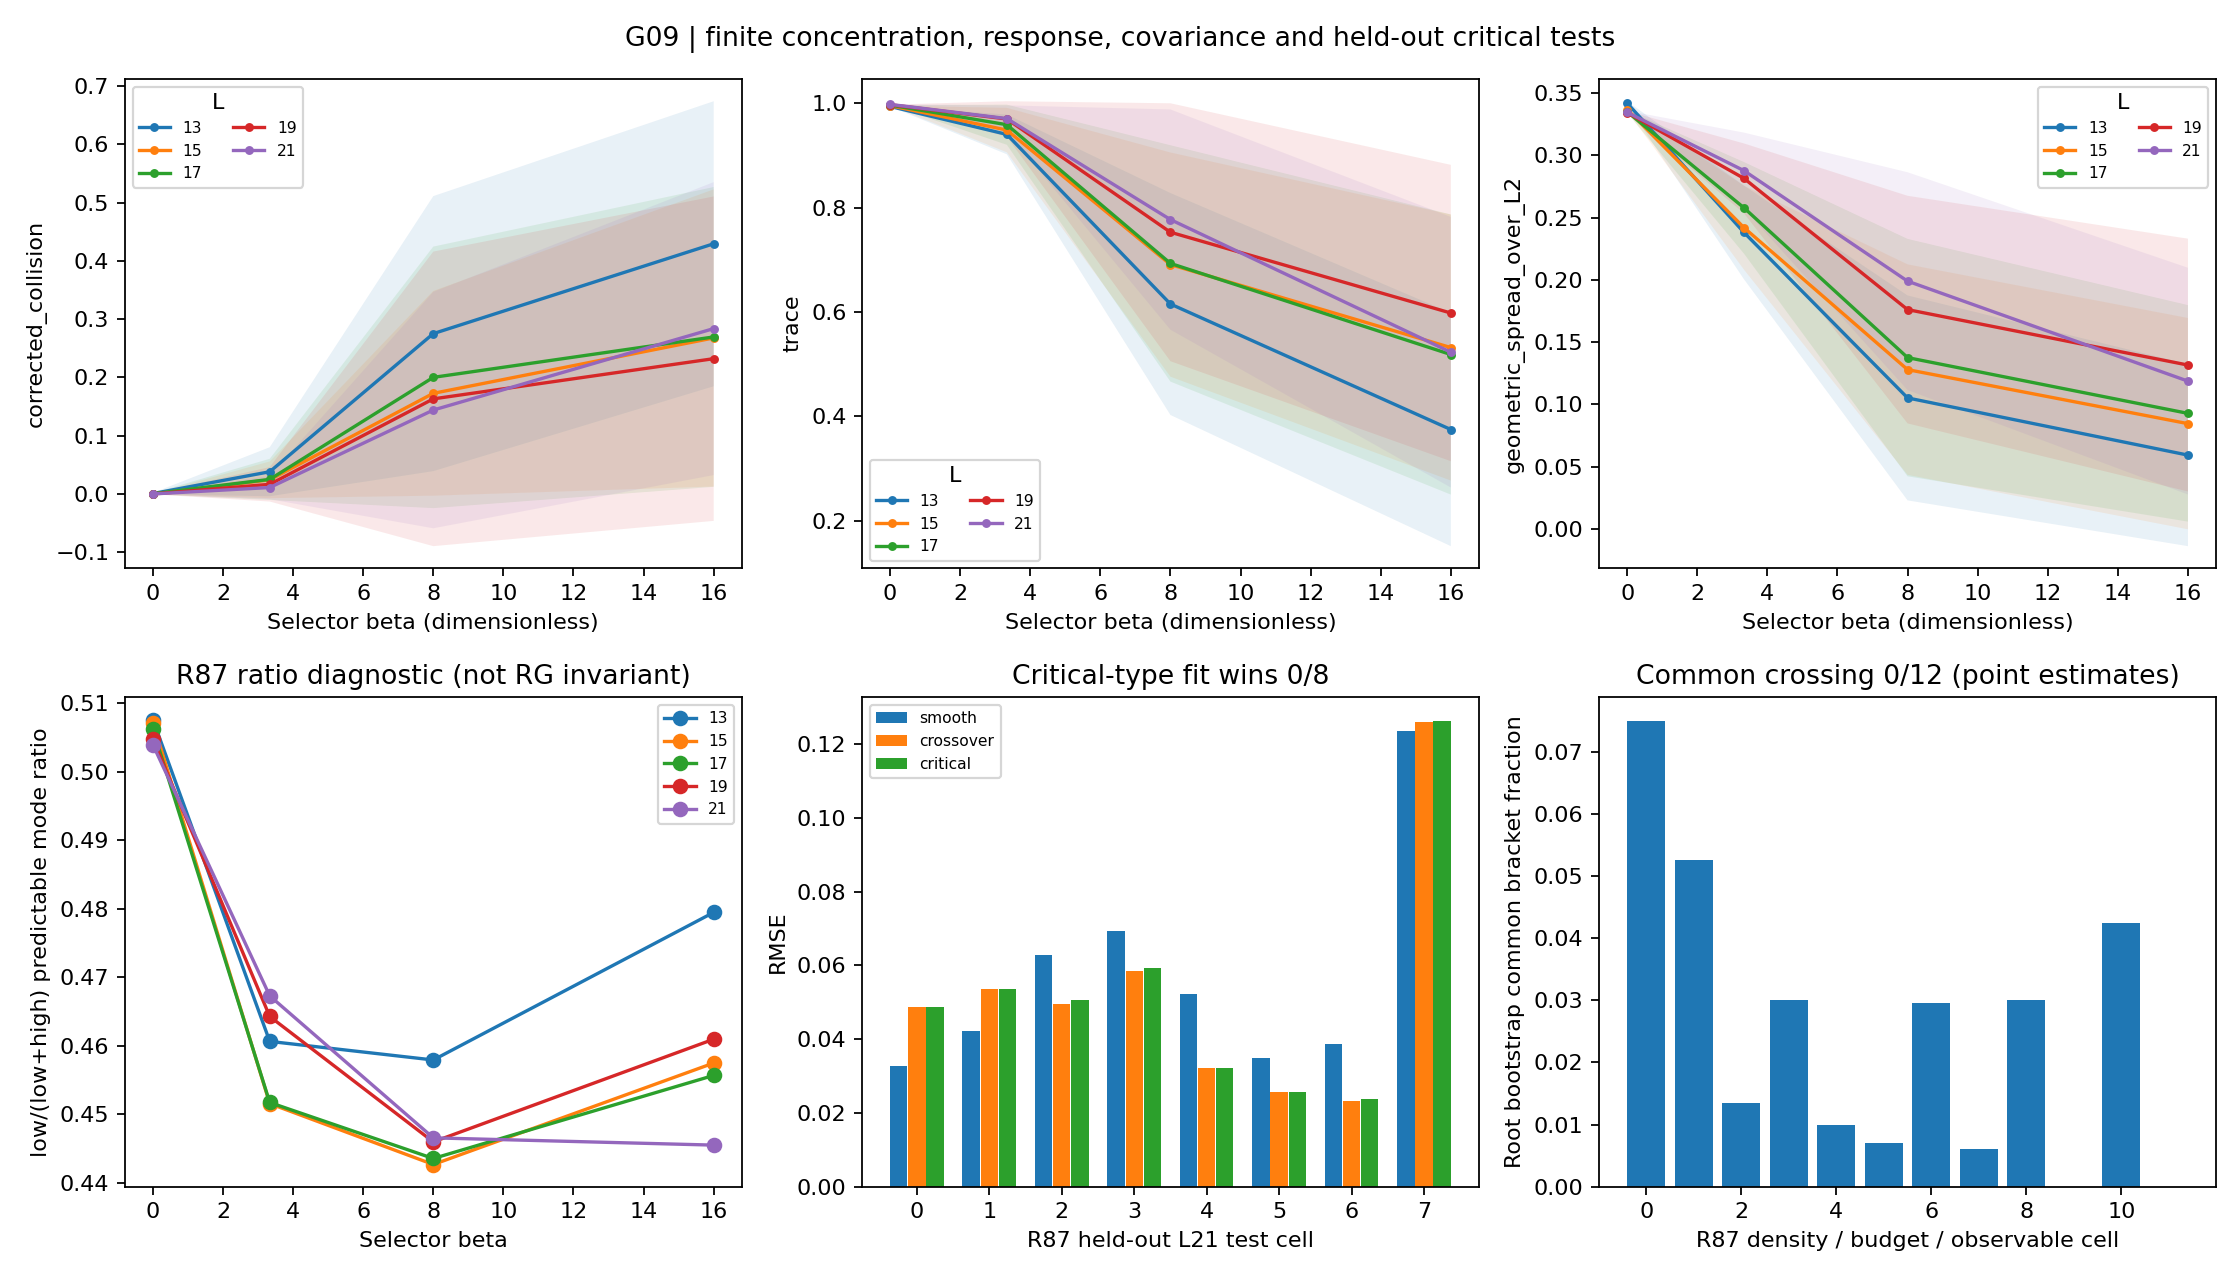 G09 | finite concentration, response, covariance and held-out critical tests
corrected_collision
0.7
0.6
0.5
0.4
0.3
0.2
0.1
0.0
−0.1
L
13 19
15 21
17
0 2 4 6 8 10 12 14 16
Selector beta (dimensionless)
trace
1.0
0.8
0.6
0.4
0.2
L
13 19
15 21
17
0 2 4 6 8 10 12 14 16
Selector beta (dimensionless)
geometric_spread_over_L2
0.35
0.30
0.25
0.20
0.15
0.10
0.05
0.00
L
13 19
15 21
17
0 2 4 6 8 10 12 14 16
Selector beta (dimensionless)
R87 ratio diagnostic (not RG invariant)
low/(low+high) predictable mode ratio
0.51
0.50
0.49
0.48
0.47
0.46
0.45
0.44
13
15
17
19
21
0 2 4 6 8 10 12 14 16
Selector beta
Critical-type fit wins 0/8
RMSE
0.12
0.10
0.08
0.06
0.04
0.02
0.00
smooth
crossover
critical
0 1 2 3 4 5 6 7
R87 held-out L21 test cell
Common crossing 0/12 (point estimates)
Root bootstrap common bracket fraction
0.07
0.06
0.05
0.04
0.03
0.02
0.01
0.00
0 2 4 6 8 10
R87 density / budget / observable cell